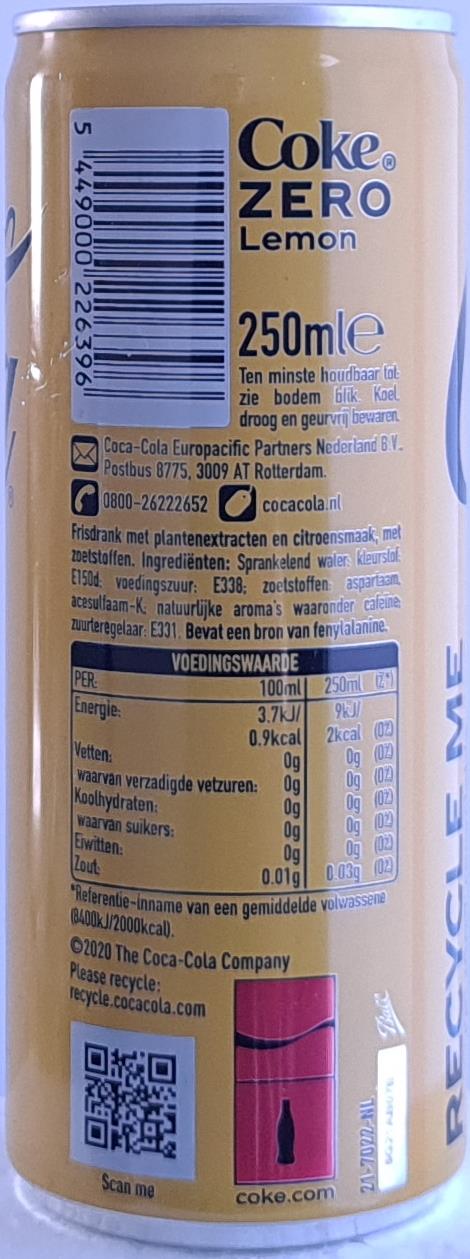 5 449000 226396
Coke®
ZERO
Lemon
250ml e
Ten minste houdbaar tot:
zie bodem blik. Koel,
droog en geurvrij bewaren.
Coca-Cola Europacific Partners Nederland B.V.
Postbus 8775, 3009 AT Rotterdam.
0800-26222652 cocacola.nl
Frisdrank met plantenextracten en citroensmaak, met
zoetstoffen. Ingrediënten: Sprankelend water; kleurstof:
E150d; voedingszuur: E338; zoetstoffen: aspartaam,
acesulfaam-K; natuurlijke aroma's waaronder cafeïne;
zuurteregelaar: E331. Bevat een bron van fenylalanine.
VOEDINGSWAARDE
PER: 100ml 250ml (%*)
Energie: 3.7kJ/ 9kJ/
0.9kcal 2kcal (0%)
Vetten: 0g 0g (0%)
waarvan verzadigde vetzuren: 0g 0g (0%)
Koolhydraten: 0g 0g (0%)
waarvan suikers: 0g 0g (0%)
Eiwitten: 0g 0g (0%)
Zout: 0.01g 0.03g (0%)
*Referentie-inname van een gemiddelde volwassene
(8400kJ/2000kcal).
©2020 The Coca-Cola Company
Please recycle:
recycle.cocacola.com
Scan me
coke.com
21-7022-NL
Ball
RECYCLE ME